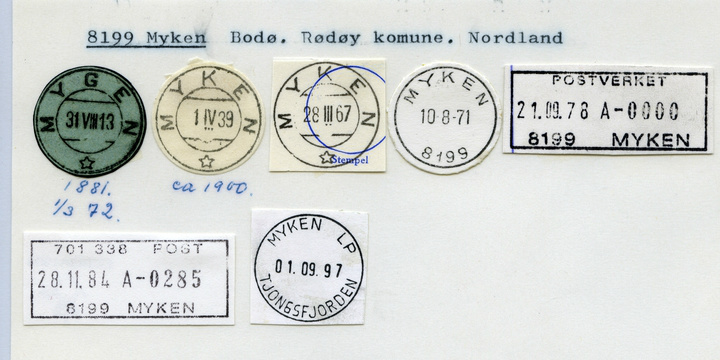 8199 Myken Bodø. Rødøy komune. Nordland
MYGEN
31 VIII 13
MYKEN
1 IV 39
MYKEN
28 III 67
Stempel
MYKEN
10-8-71
8199
POSTVERKET
21.09.78 A-0000
8199 MYKEN
1881.
1/3 72.
ca 1900.
701 338 POST
28.11.84 A-0285
8199 MYKEN
MYKEN LP
01.09.97
TJONGSFJORDEN